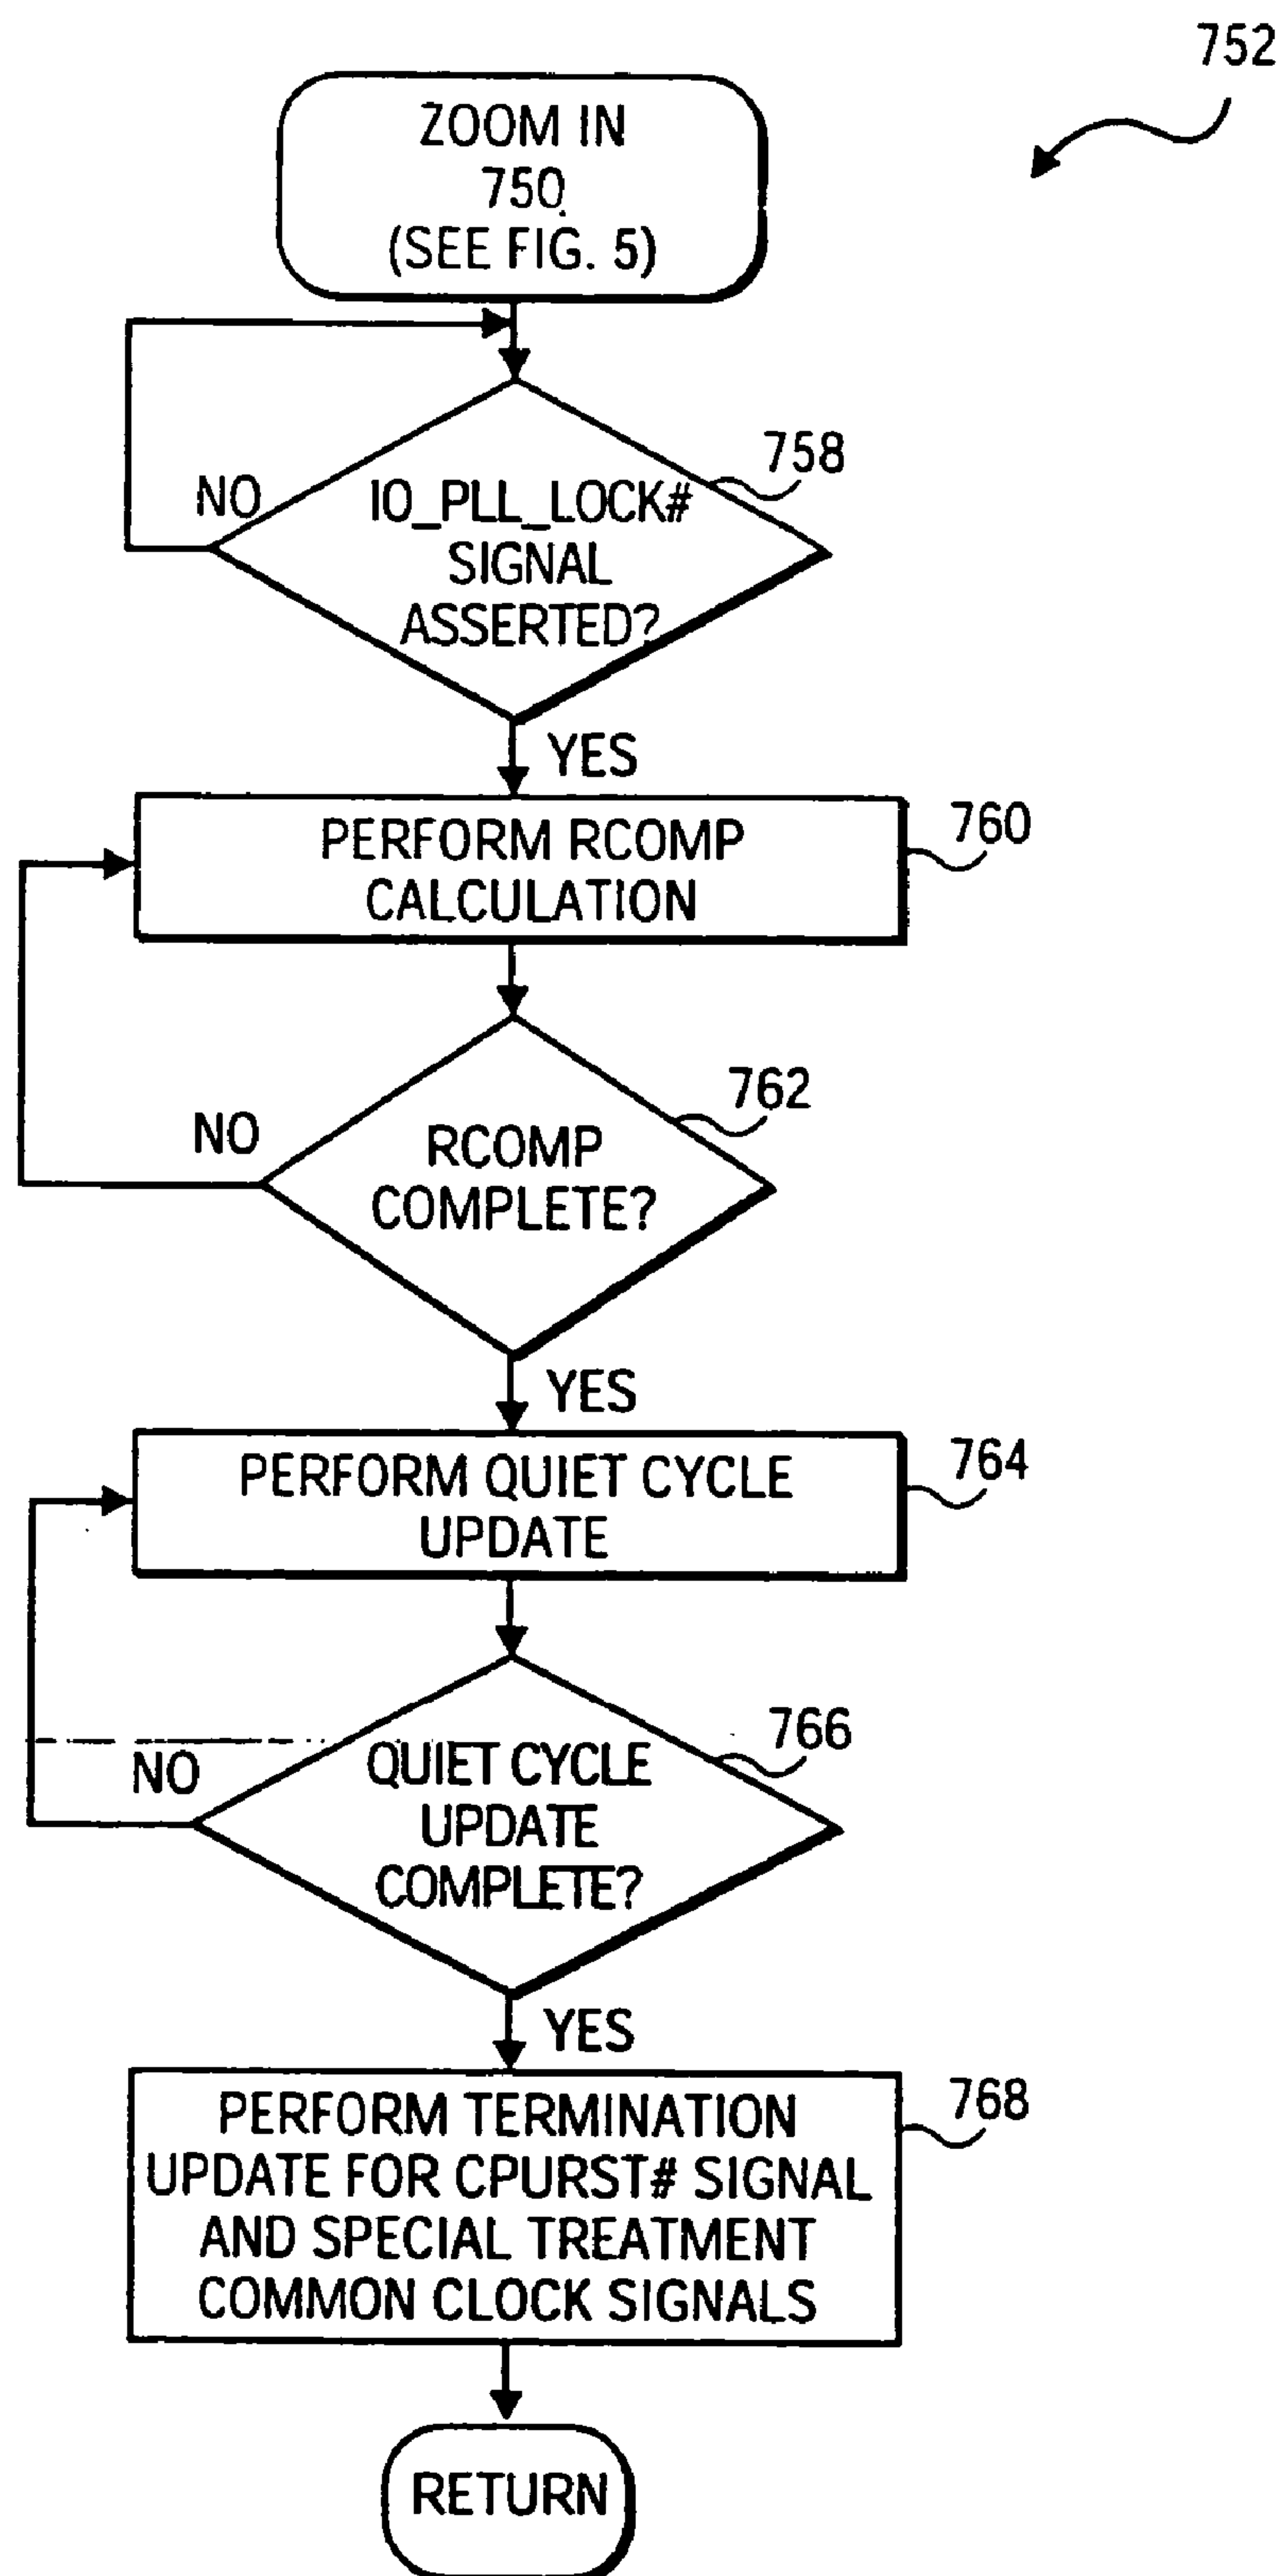 752
ZOOM IN
750
(SEE FIG. 5)
758
NO
IO_PLL_LOCK#
SIGNAL
ASSERTED?
YES
760
PERFORM RCOMP
CALCULATION
762
NO
RCOMP
COMPLETE?
YES
764
PERFORM QUIET CYCLE
UPDATE
766
NO
QUIET CYCLE
UPDATE
COMPLETE?
YES
768
PERFORM TERMINATION
UPDATE FOR CPURST# SIGNAL
AND SPECIAL TREATMENT
COMMON CLOCK SIGNALS
RETURN